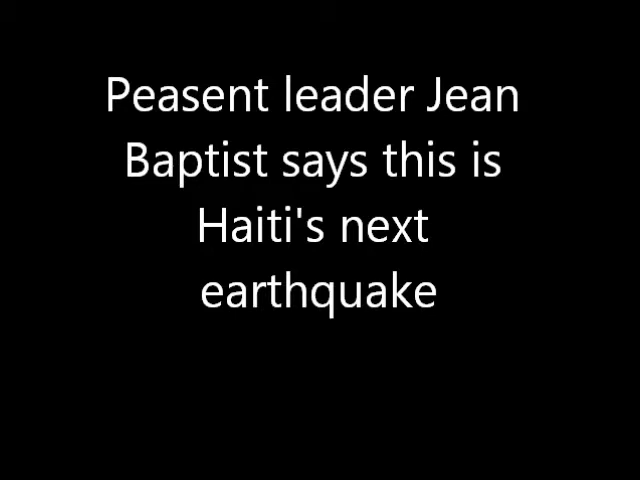 Peasent leader Jean
Baptist says this is
Haiti's next
earthquake